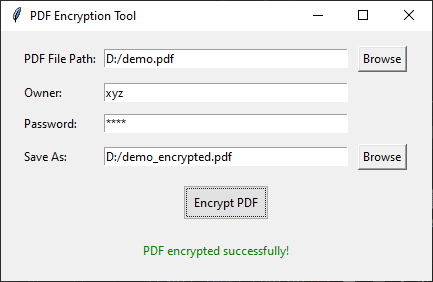 PDF Encryption Tool
PDF File Path: D:/demo.pdf Browse
Owner: xyz
Password: ****
Save As: D:/demo_encrypted.pdf Browse
Encrypt PDF
PDF encrypted successfully!